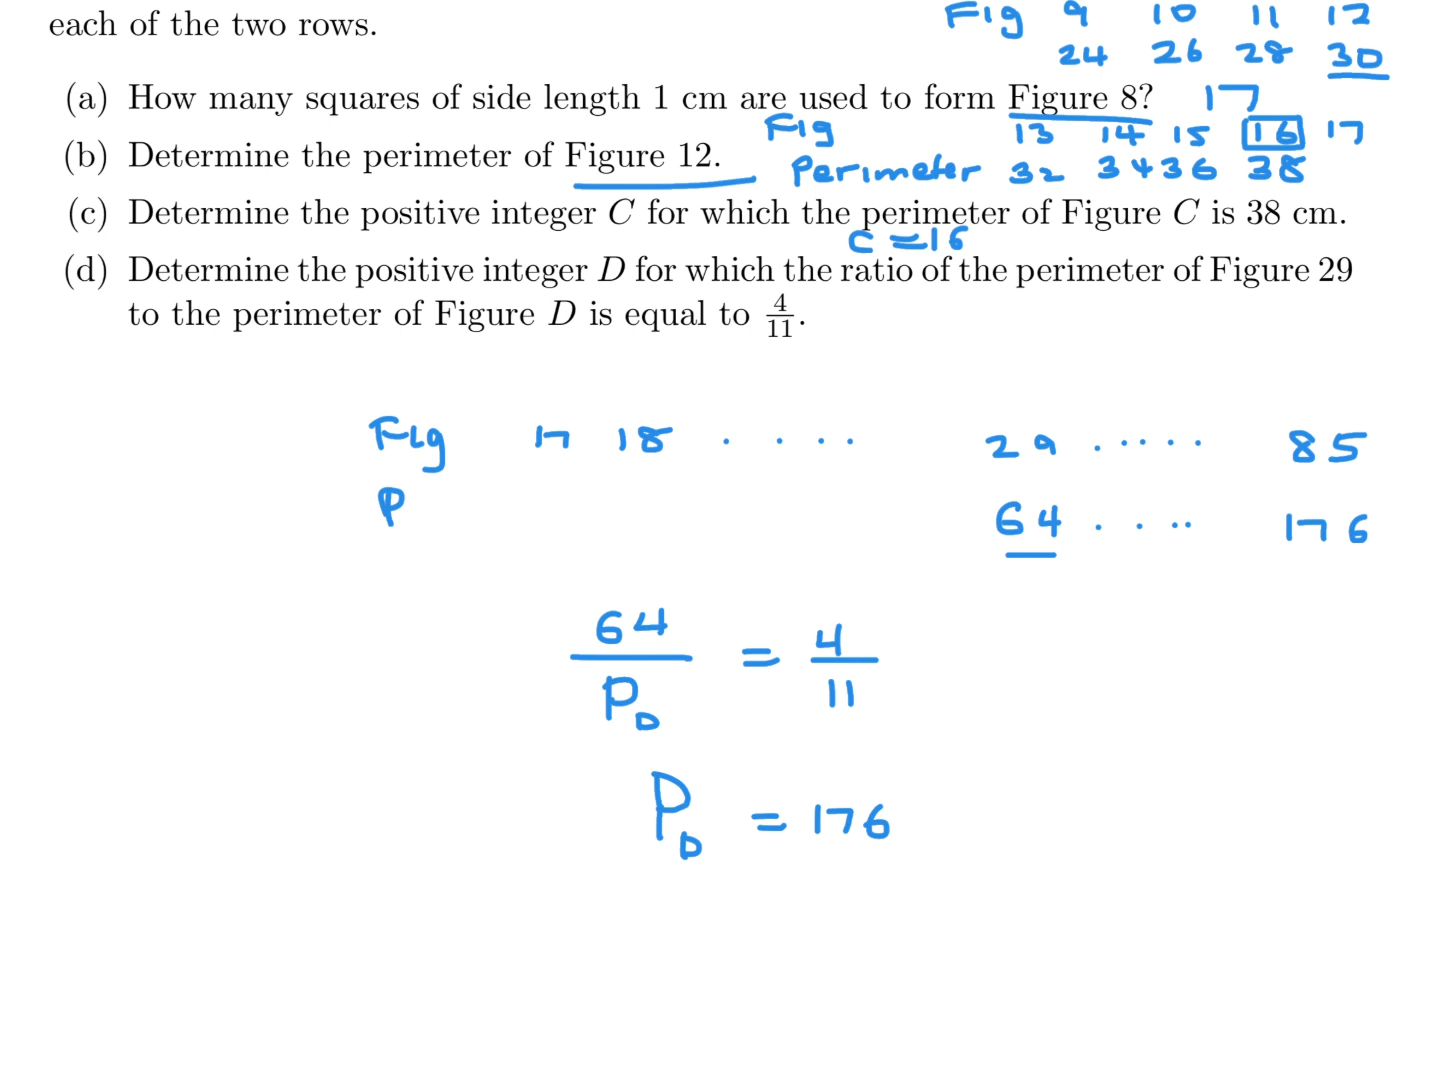 each of the two rows.
Fig 9 10 11 12
24 26 28 30
(a) How many squares of side length 1 cm are used to form Figure 8? 17
Fig 13 14 15 16 17
(b) Determine the perimeter of Figure 12.
Perimeter 32 34 36 38
(c) Determine the positive integer C for which the perimeter of Figure C is 38 cm.
C = 16
(d) Determine the positive integer D for which the ratio of the perimeter of Figure 29
to the perimeter of Figure D is equal to 4/11.
Fig 17 18 . . . . 29 . . . . . 85
P 64 . . . . 176
64/P_D = 4/11
P_D = 176